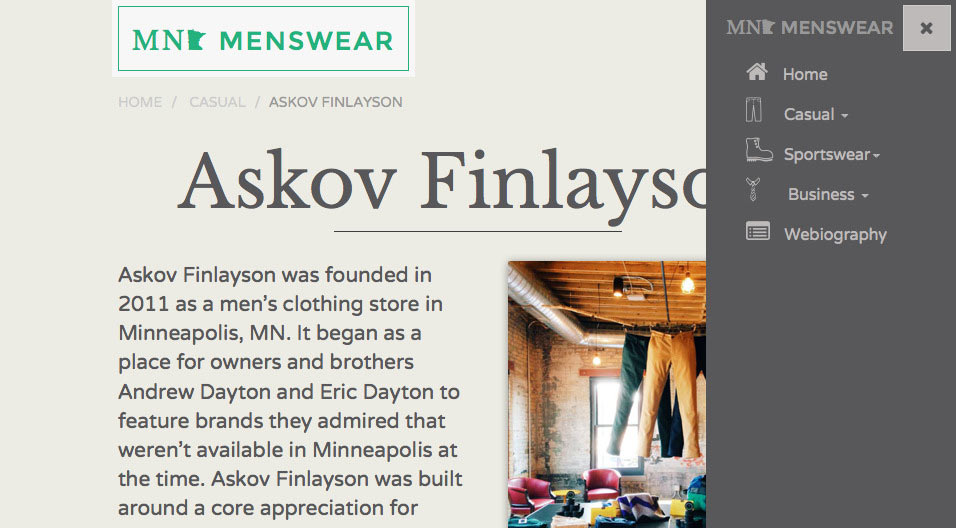 MN MENSWEAR
HOME / CASUAL / ASKOV FINLAYSON
Askov Finlayso
Askov Finlayson was founded in
2011 as a men's clothing store in
Minneapolis, MN. It began as a
place for owners and brothers
Andrew Dayton and Eric Dayton to
feature brands they admired that
weren't available in Minneapolis at
the time. Askov Finlayson was built
around a core appreciation for
MN MENSWEAR
Home
Casual
Sportswear
Business
Webiography